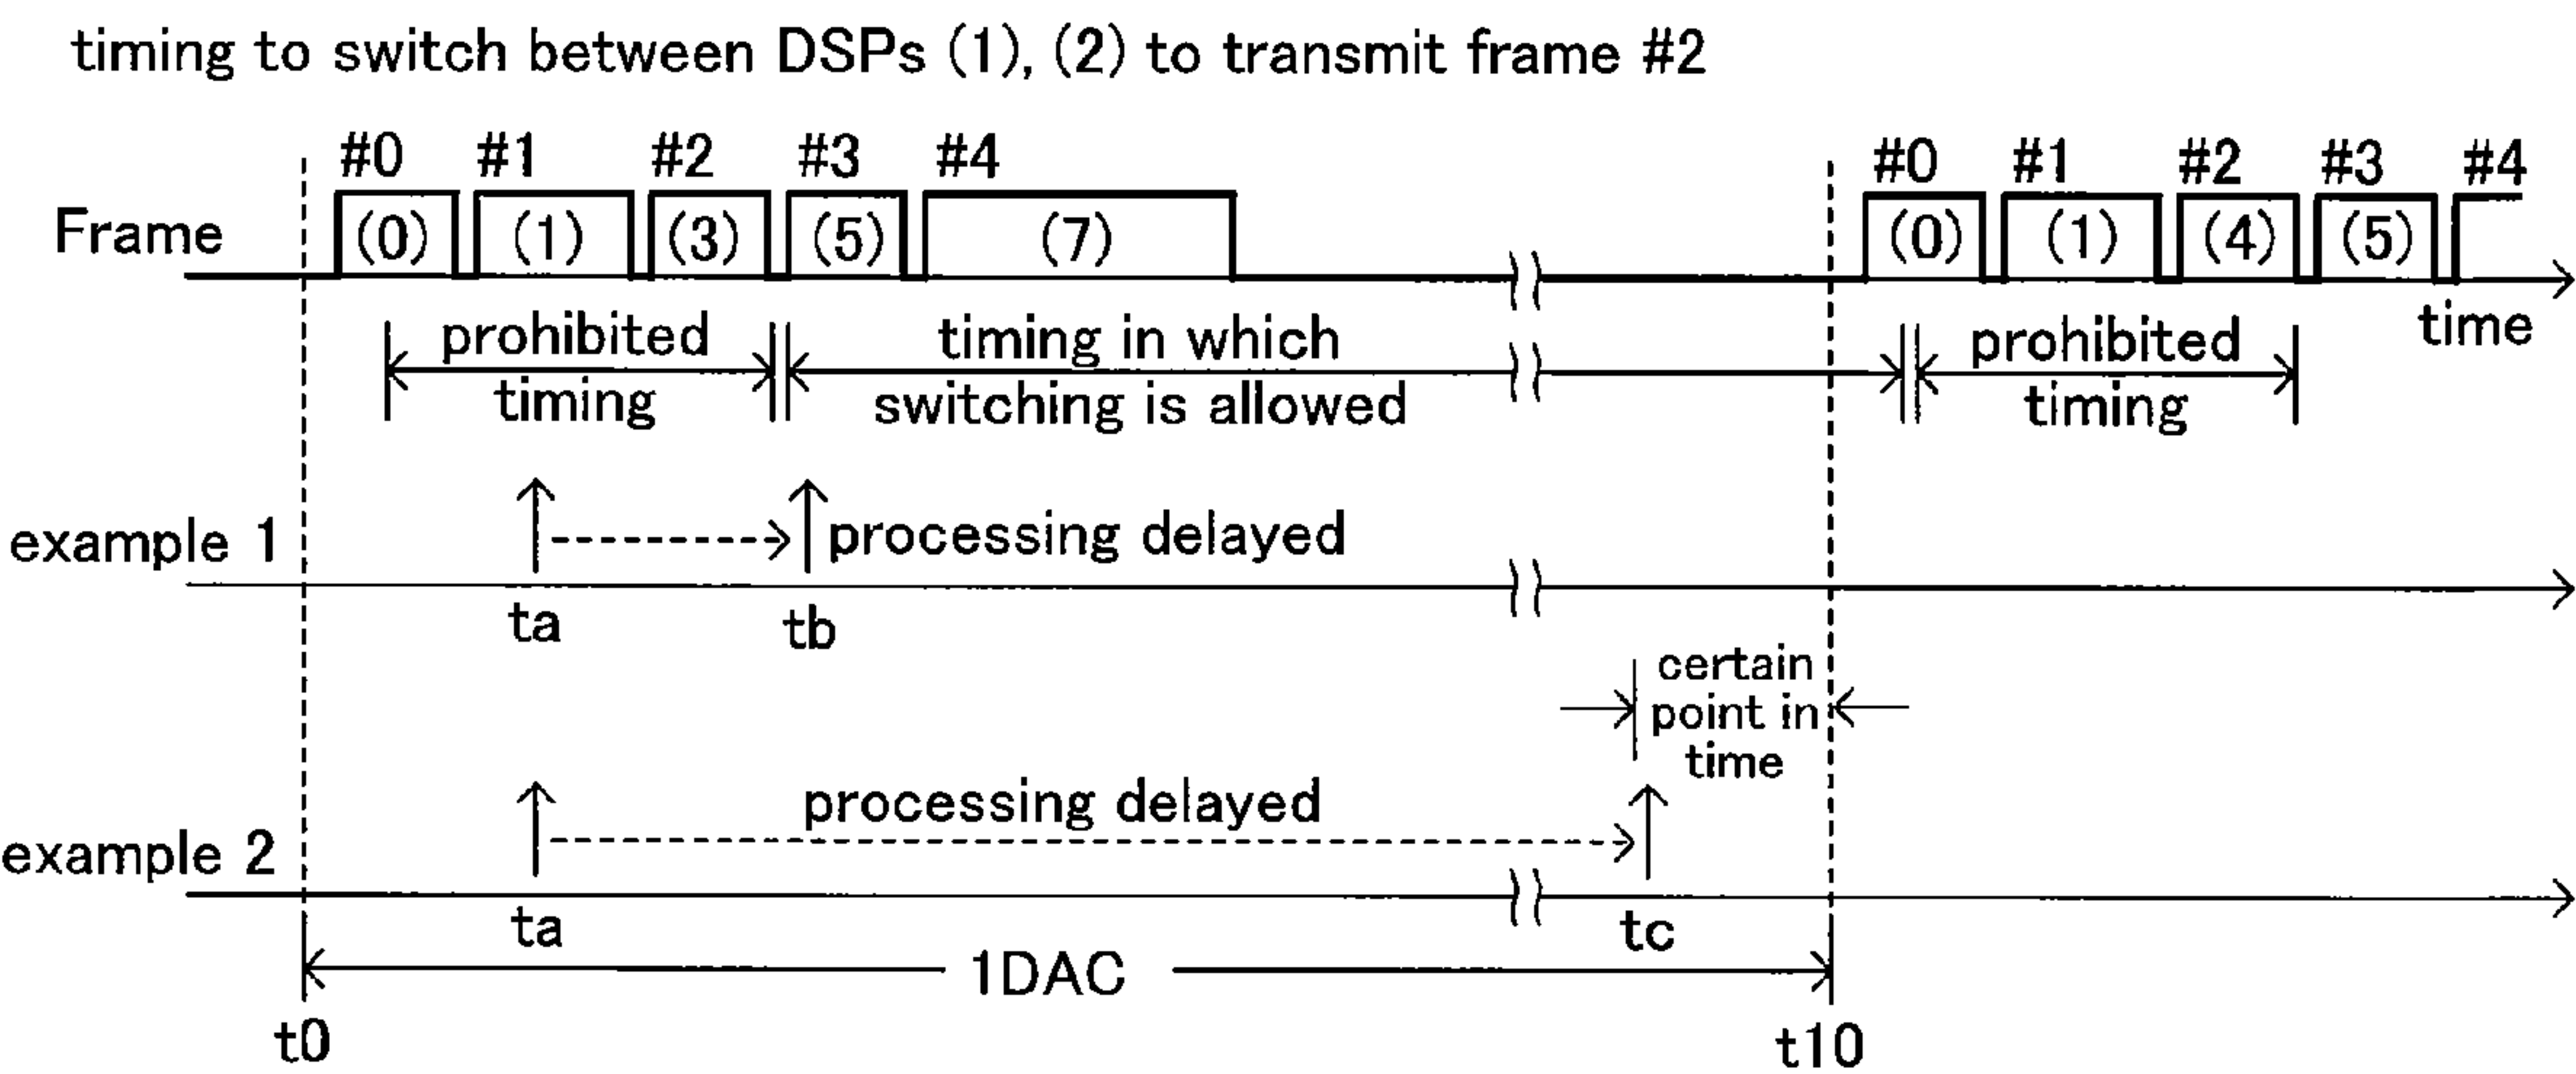 timing to switch between DSPs (1), (2) to transmit frame #2
#0 #1 #2 #3 #4 #0 #1 #2 #3 #4
Frame (0) (1) (3) (5) (7) (0) (1) (4) (5)
time
prohibited timing in which prohibited
timing switching is allowed timing
example 1 processing delayed
ta tb
certain
point in
time
processing delayed
example 2
ta tc
1DAC
t0 t10